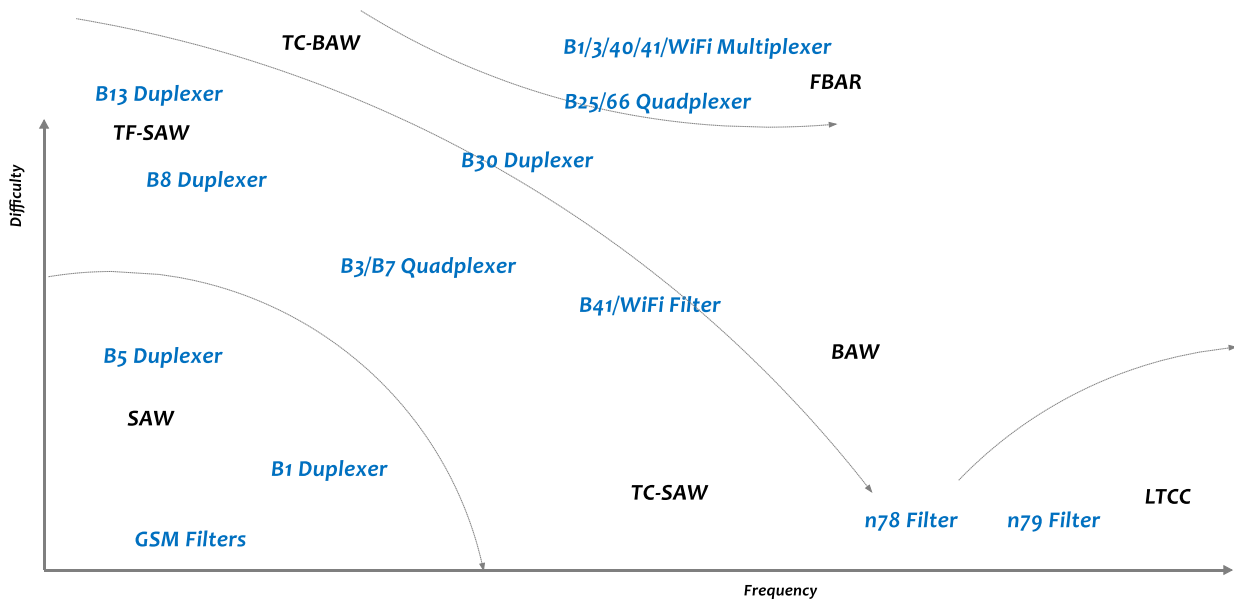 TC-BAW
B1/3/40/41/WiFi Multiplexer
FBAR
B13 Duplexer
B25/66 Quadplexer
TF-SAW
B30 Duplexer
B8 Duplexer
Difficulty
B3/B7 Quadplexer
B41/WiFi Filter
B5 Duplexer
BAW
SAW
B1 Duplexer
TC-SAW
LTCC
n78 Filter
n79 Filter
GSM Filters
Frequency